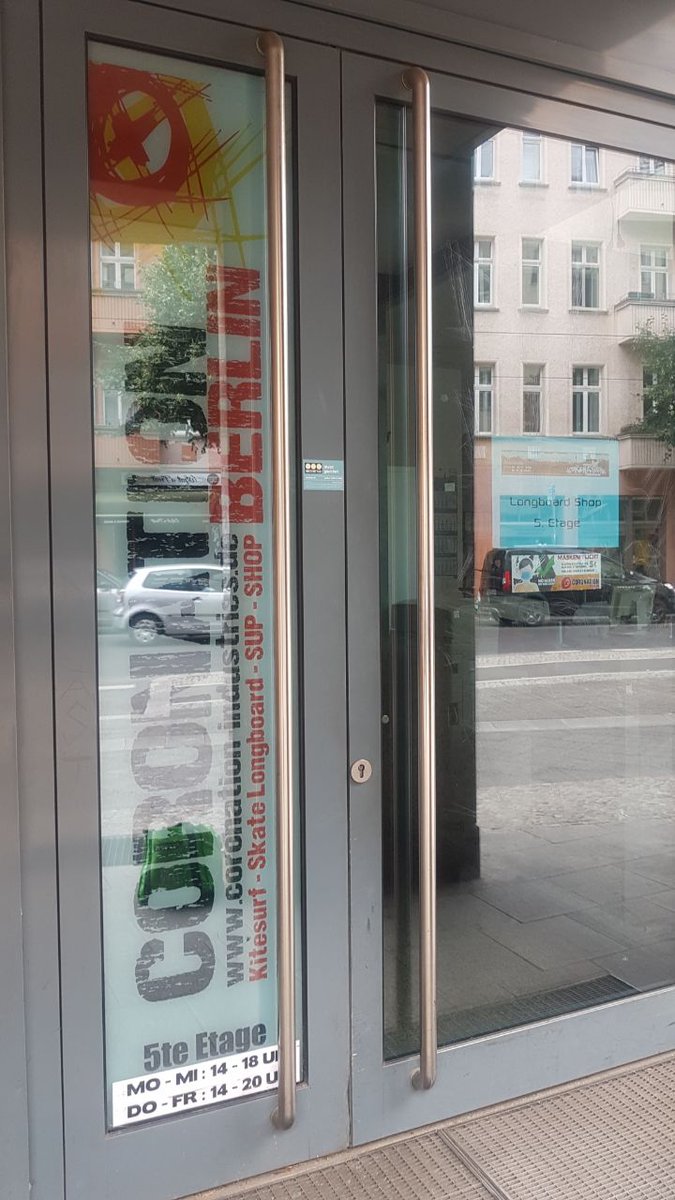 CORONATION
BERLIN
www.coronation-industries.de
Kitesurf - Skate Longboard - SUP - SHOP
5te Etage
MO - MI : 14 - 18
DO - FR : 14 - 20
Longboard Shop
5. Etage
MASKENPFLICHT
CORONATION